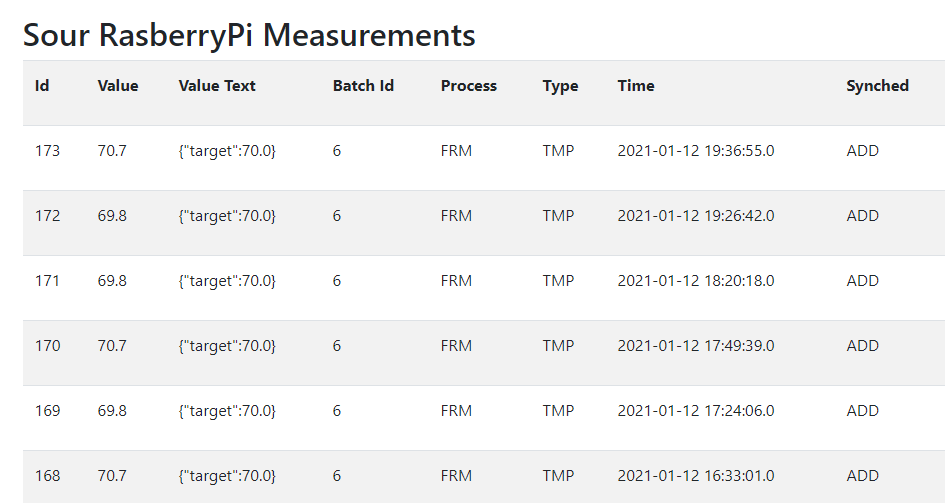 Sour RasberryPi Measurements
Id Value Value Text Batch Id Process Type Time Synched
173 70.7 {"target":70.0} 6 FRM TMP 2021-01-12 19:36:55.0 ADD
172 69.8 {"target":70.0} 6 FRM TMP 2021-01-12 19:26:42.0 ADD
171 69.8 {"target":70.0} 6 FRM TMP 2021-01-12 18:20:18.0 ADD
170 70.7 {"target":70.0} 6 FRM TMP 2021-01-12 17:49:39.0 ADD
169 69.8 {"target":70.0} 6 FRM TMP 2021-01-12 17:24:06.0 ADD
168 70.7 {"target":70.0} 6 FRM TMP 2021-01-12 16:33:01.0 ADD